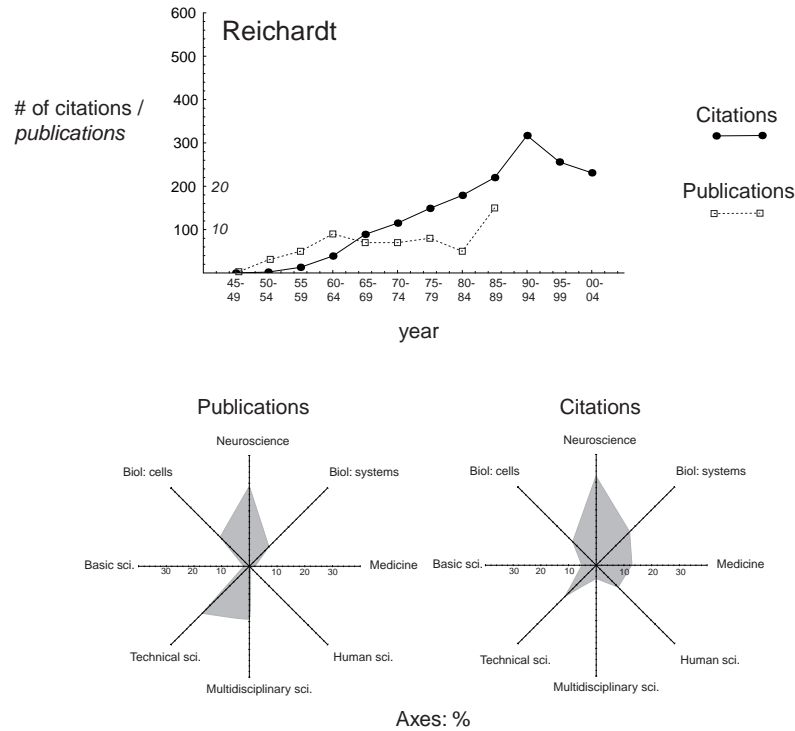 Reichardt
# of citations /
publications
600
500
400
300
200
100
20
10
45-
49
50-
54
55
59
60-
64
65-
69
70-
74
75-
79
80-
84
85-
89
90-
94
95-
99
00-
04
year
Citations
Publications
Publications
Neuroscience
Biol: cells
Biol: systems
Basic sci.
30 20 10 10 20 30
Medicine
Technical sci.
Human sci.
Multidisciplinary sci.
Citations
Neuroscience
Biol: cells
Biol: systems
Basic sci.
30 20 10 10 20 30
Medicine
Technical sci.
Human sci.
Multidisciplinary sci.
Axes: %